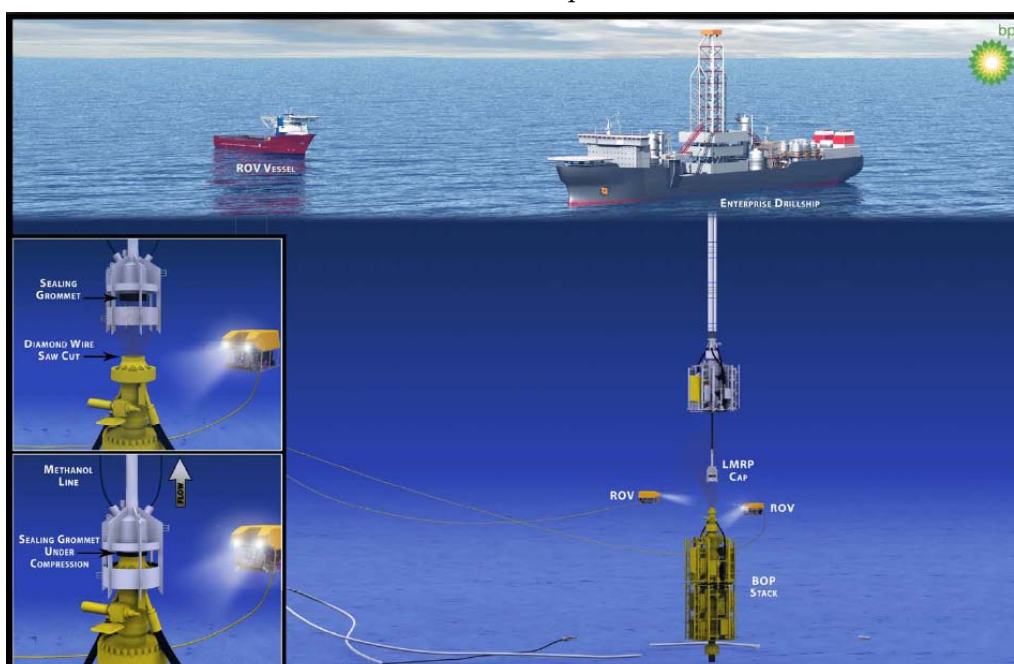 bp
ROV VESSEL
ENTERPRISE DRILLSHIP
SEALING
GROMMET
DIAMOND WIRE
SAW CUT
METHANOL
LINE
FLOW
SEALING GROMMET
UNDER
COMPRESSION
LMRP
CAP
ROV
ROV
BOP
STACK